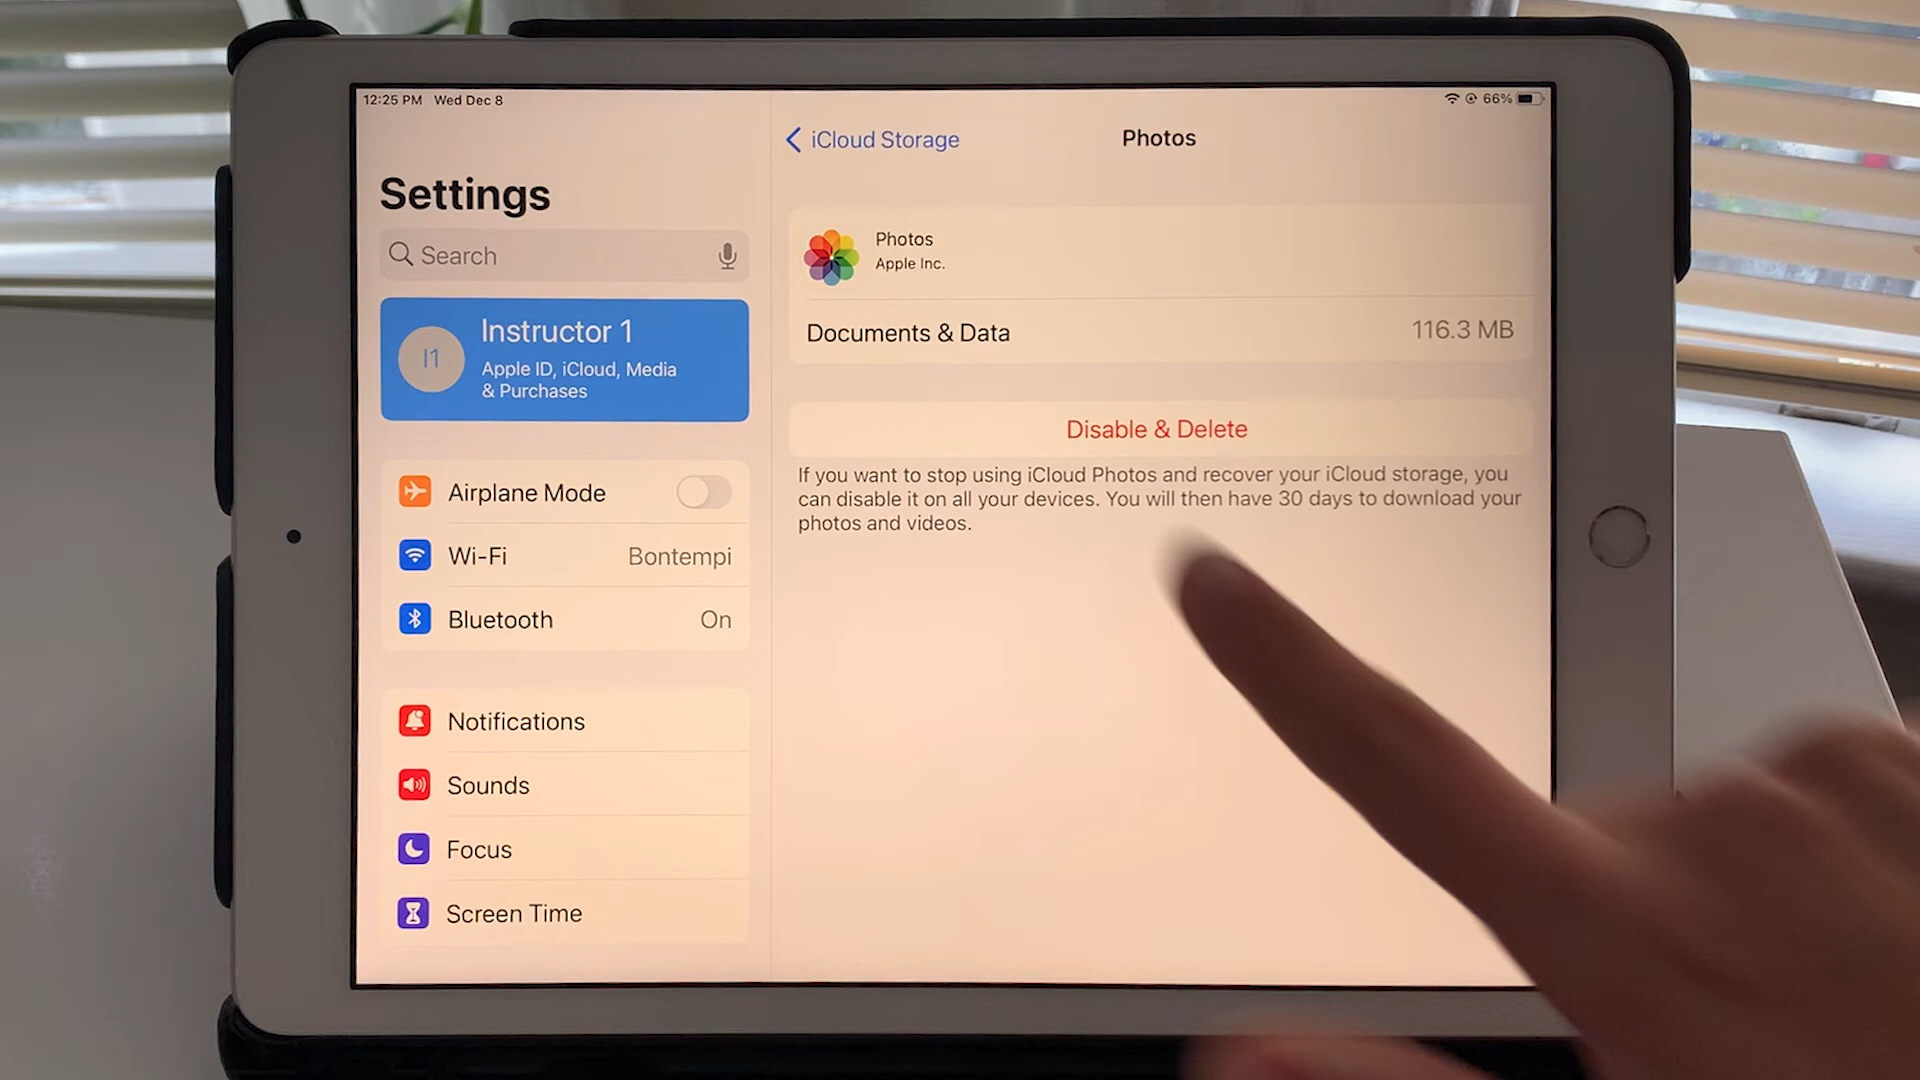 12:25 PM Wed Dec 8
66%
Settings
Search
I1
Instructor 1
Apple ID, iCloud, Media
& Purchases
Airplane Mode
Wi-Fi Bontempi
Bluetooth On
Notifications
Sounds
Focus
Screen Time
iCloud Storage
Photos
Photos
Apple Inc.
Documents & Data 116.3 MB
Disable & Delete
If you want to stop using iCloud Photos and recover your iCloud storage, you
can disable it on all your devices. You will then have 30 days to download your
photos and videos.